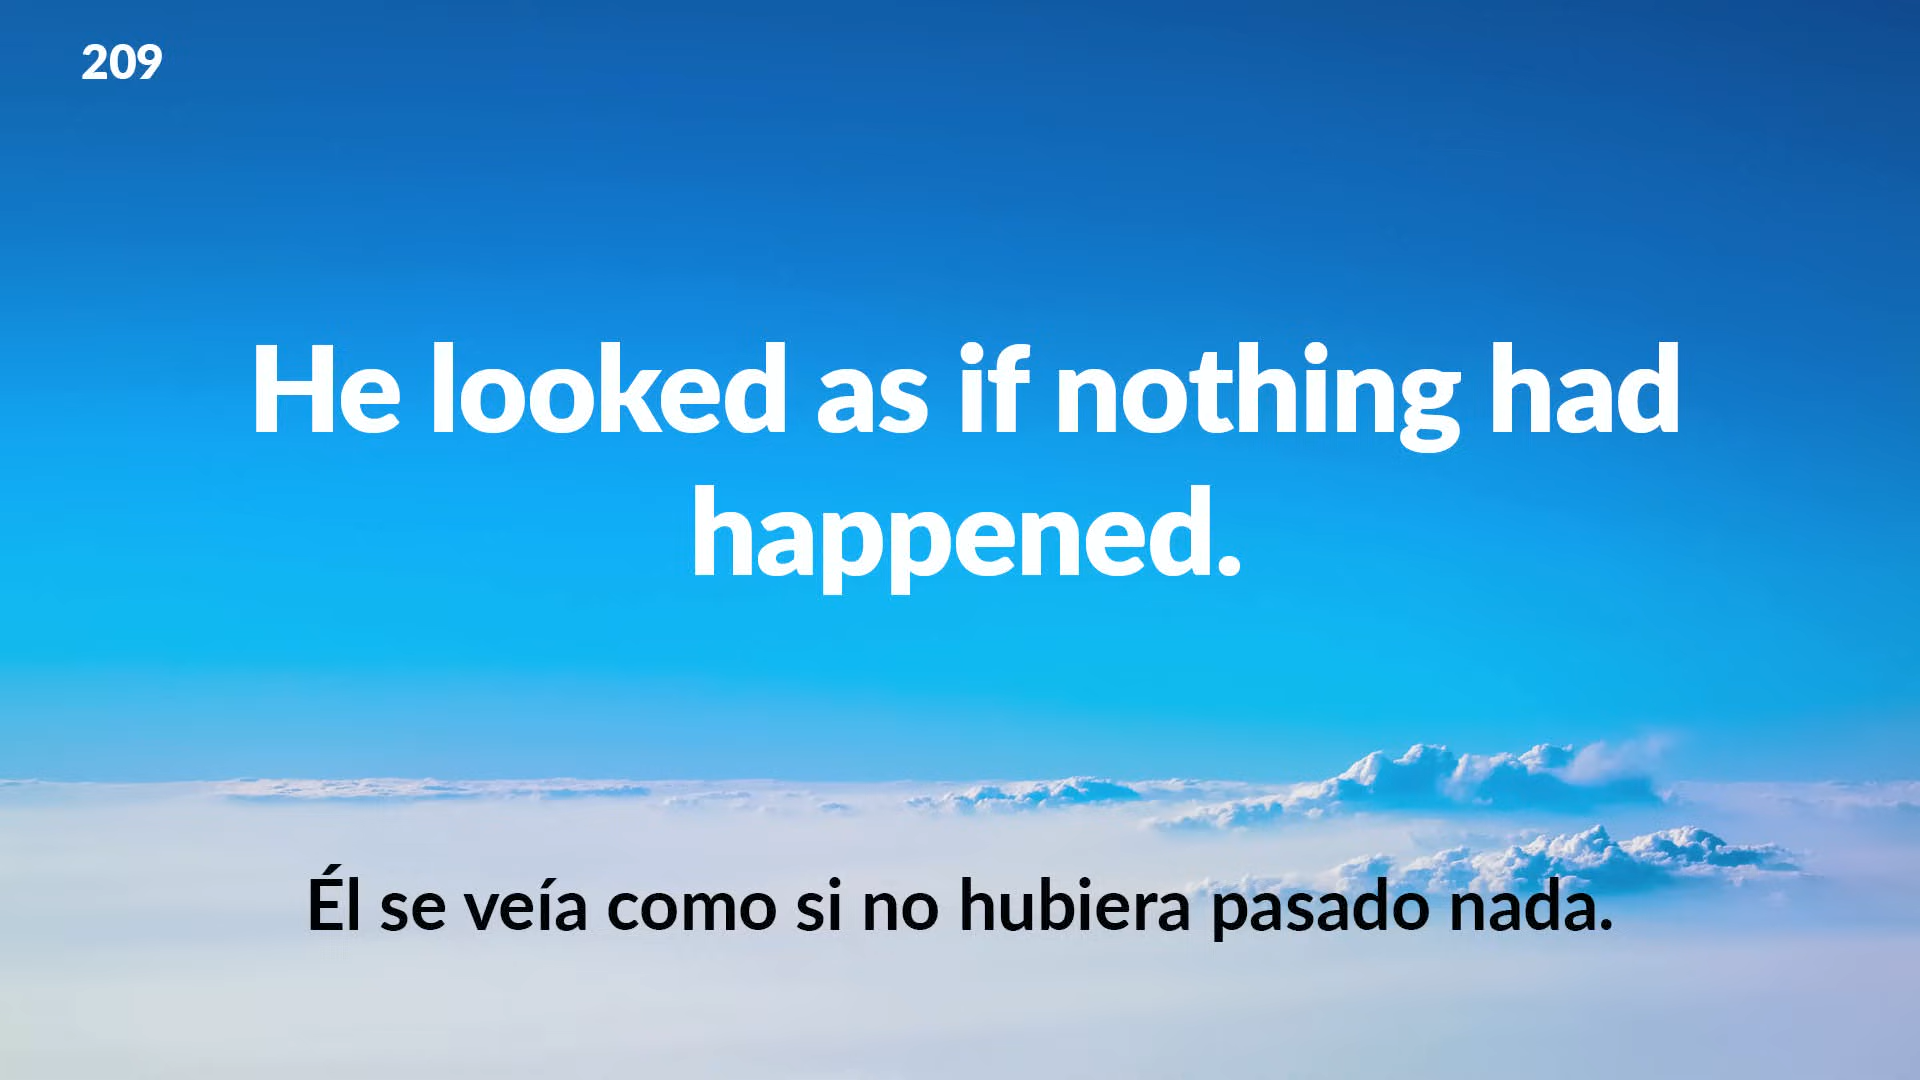 209
He looked as if nothing had
happened.
Él se veía como si no hubiera pasado nada.